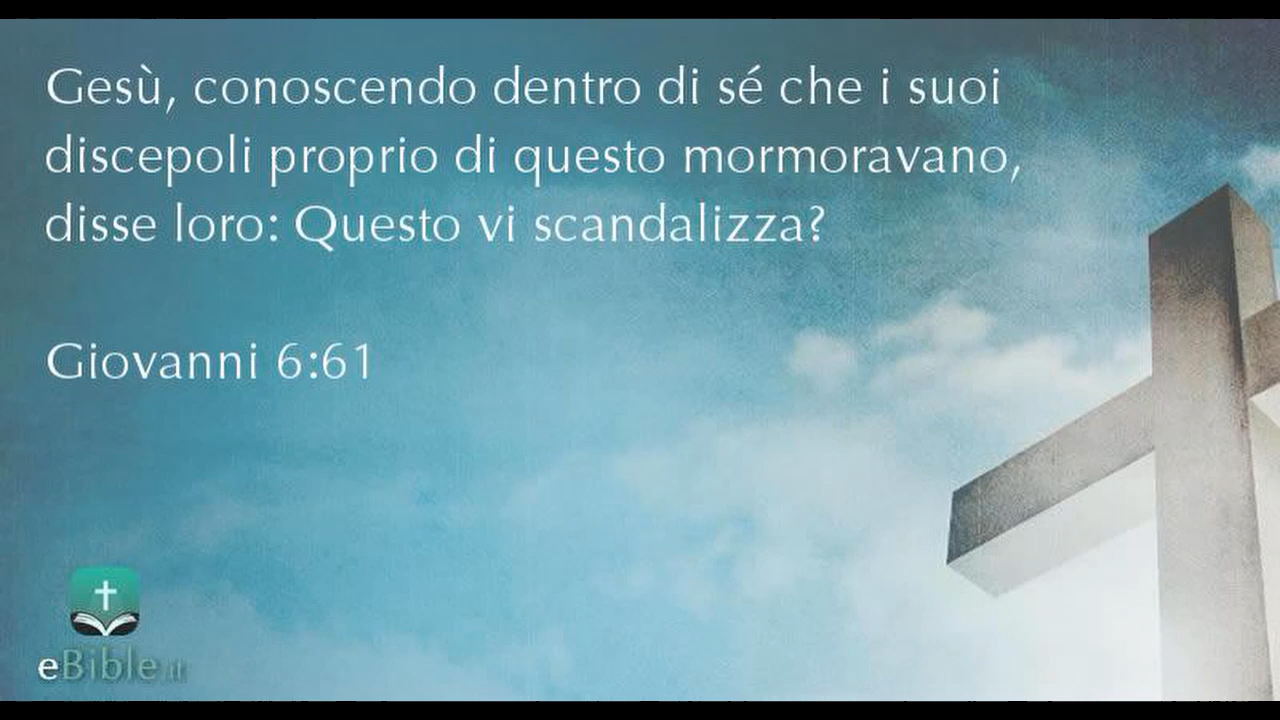 Gesù, conoscendo dentro di sé che i suoi
discepoli proprio di questo mormoravano,
disse loro: Questo vi scandalizza?
Giovanni 6:61
eBible.it